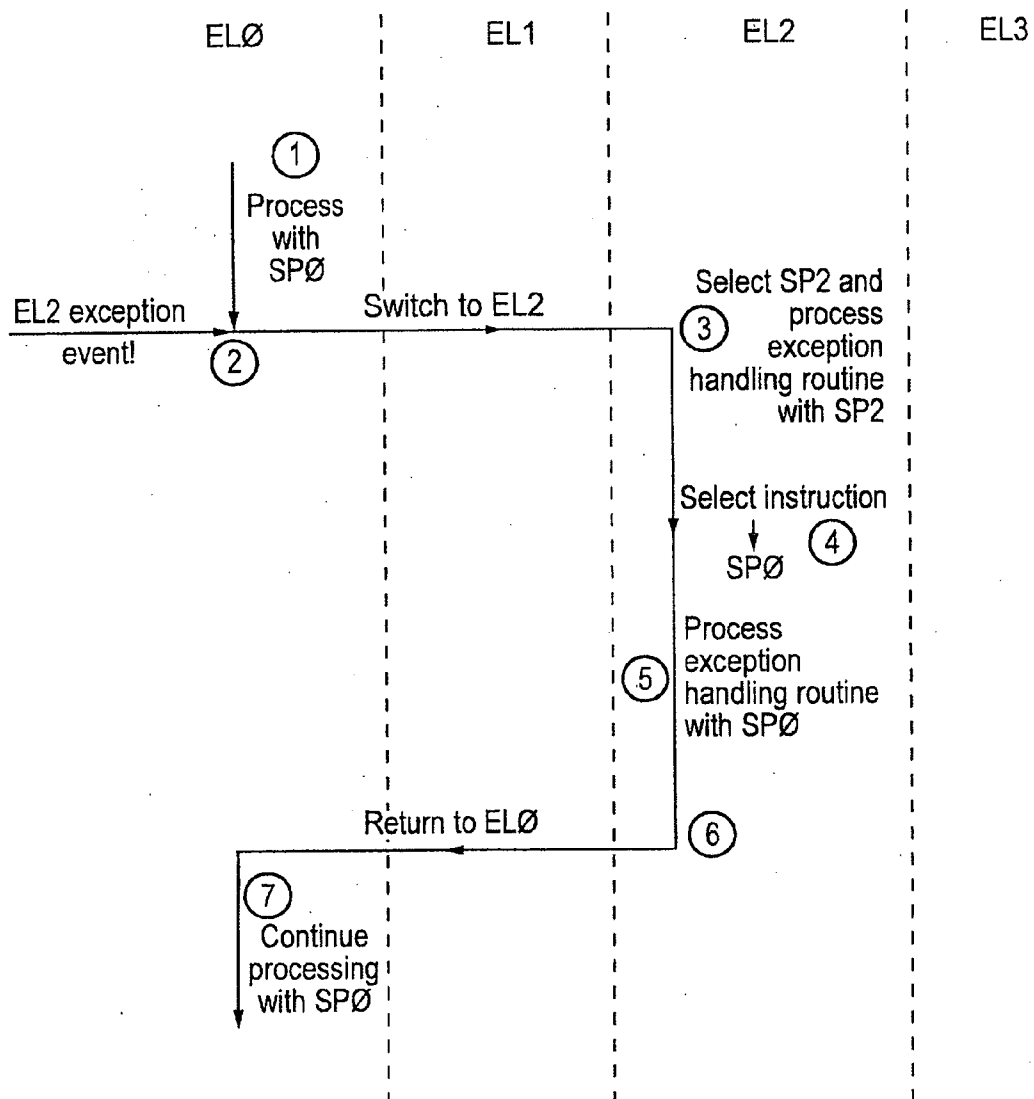 ELØ EL1 EL2 EL3
1
Process
with
SPØ
EL2 exception
event!
2
Switch to EL2
3
Select SP2 and
process
exception
handling routine
with SP2
Select instruction
4
SPØ
5
Process
exception
handling routine
with SPØ
6
Return to ELØ
7
Continue
processing
with SPØ